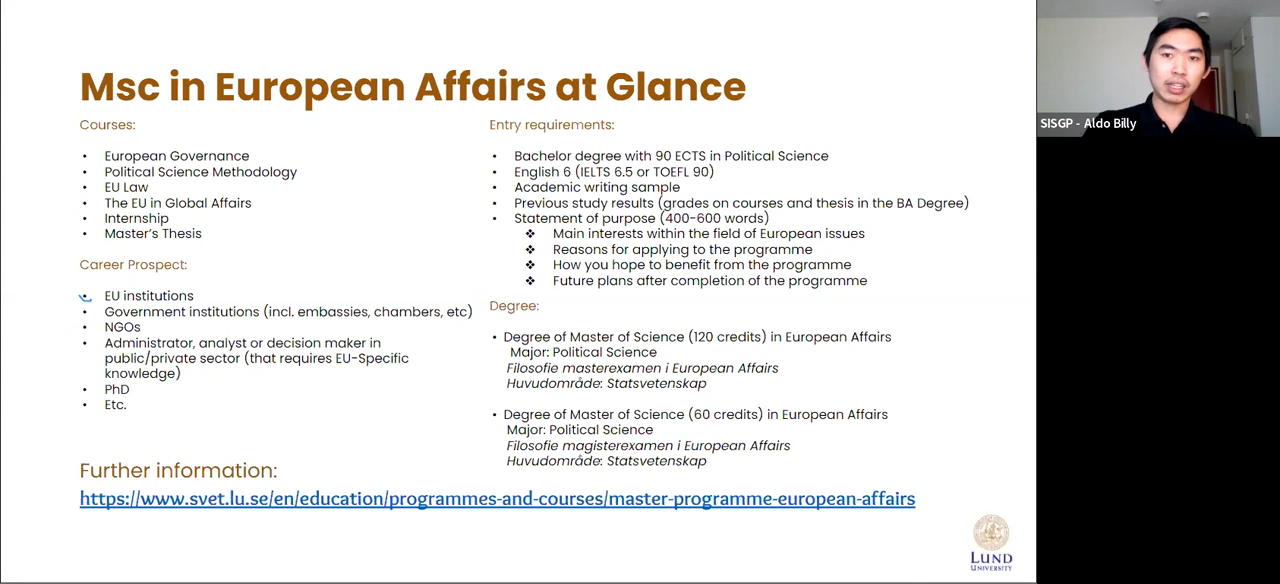 Msc in European Affairs at Glance
Courses:
• European Governance
• Political Science Methodology
• EU Law
• The EU in Global Affairs
• Internship
• Master's Thesis
Career Prospect:
• EU institutions
• Government institutions (incl. embassies, chambers, etc)
• NGOs
• Administrator, analyst or decision maker in
public/private sector (that requires EU-Specific
knowledge)
• PhD
• Etc.
Entry requirements:
• Bachelor degree with 90 ECTS in Political Science
• English 6 (IELTS 6.5 or TOEFL 90)
• Academic writing sample
• Previous study results (grades on courses and thesis in the BA Degree)
• Statement of purpose (400-600 words)
❖ Main interests within the field of European issues
❖ Reasons for applying to the programme
❖ How you hope to benefit from the programme
❖ Future plans after completion of the programme
Degree:
• Degree of Master of Science (120 credits) in European Affairs
Major: Political Science
Filosofie masterexamen i European Affairs
Huvudområde: Statsvetenskap
• Degree of Master of Science (60 credits) in European Affairs
Major: Political Science
Filosofie magisterexamen i European Affairs
Huvudområde: Statsvetenskap
Further information:
https://www.svet.lu.se/en/education/programmes-and-courses/master-programme-european-affairs
LUND
UNIVERSITY
SISGP - Aldo Billy